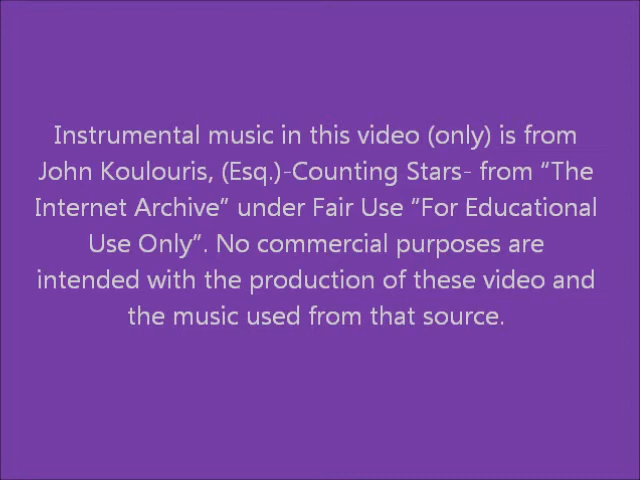 Instrumental music in this video (only) is from
John Koulouris, (Esq.)-Counting Stars- from “The
Internet Archive” under Fair Use “For Educational
Use Only”. No commercial purposes are
intended with the production of these video and
the music used from that source.